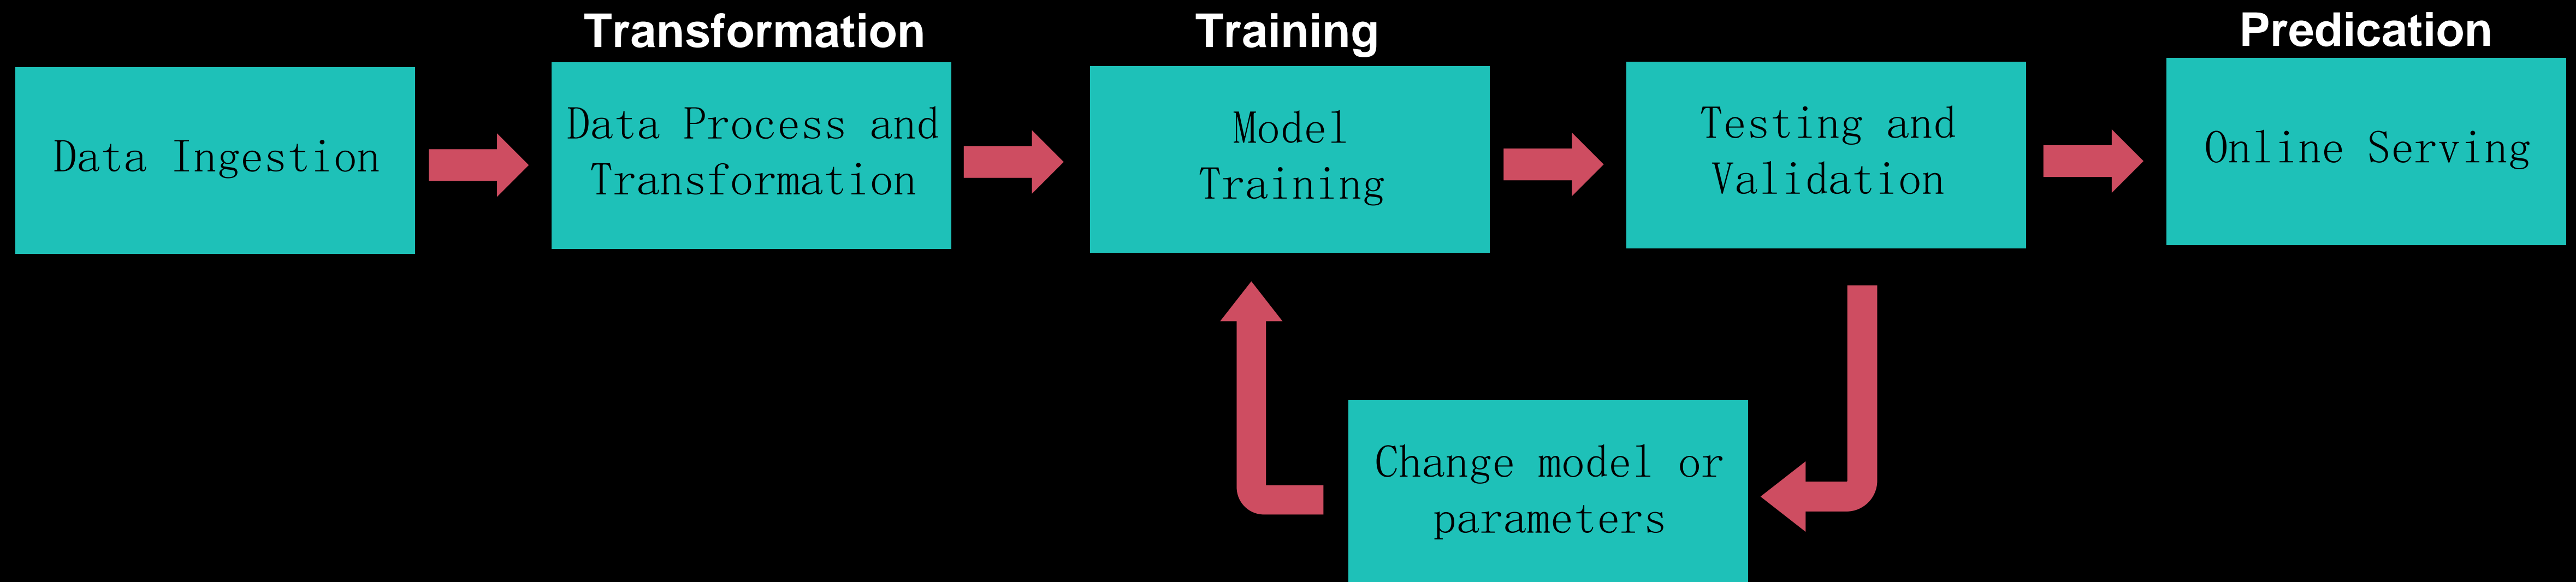 Transformation
Training
Predication
Data Ingestion
Data Process and
Transformation
Model
Training
Testing and
Validation
Online Serving
Change model or
parameters